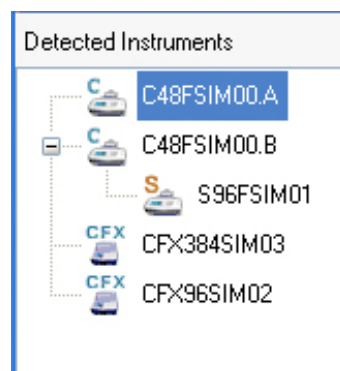 Detected Instruments
C C48FSIM00.A
C C48FSIM00.B
S S96FSIM01
CFX CFX384SIM03
CFX CFX96SIM02